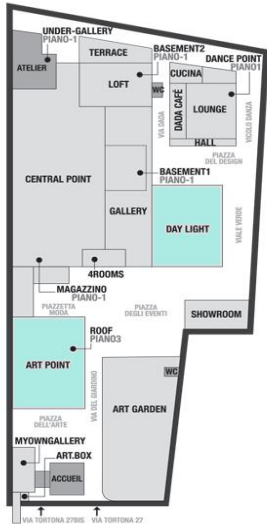 UNDER-GALLERY
PIANO-1
ATELIER
TERRACE
LOFT
BASEMENT2
PIANO-1
WC
DANCE POINT
PIANO1
CUCINA
DADA CAFÉ
LOUNGE
HALL
VIA DADA
VICOLO DANZA
PIAZZA
DEL DESIGN
CENTRAL POINT
BASEMENT1
PIANO-1
GALLERY
DAY LIGHT
VIALE VERDE
4ROOMS
MAGAZZINO
PIANO-1
PIAZZETTA
MODA
PIAZZA
DEGLI EVENTI
SHOWROOM
ROOF
PIANO3
ART POINT
VIA DEL GIARDINO
WC
ART GARDEN
PIAZZA
DELL'ARTE
MYOWNGALLERY
ART.BOX
ACCUEIL
VIA TORTONA 27BIS
VIA TORTONA 27